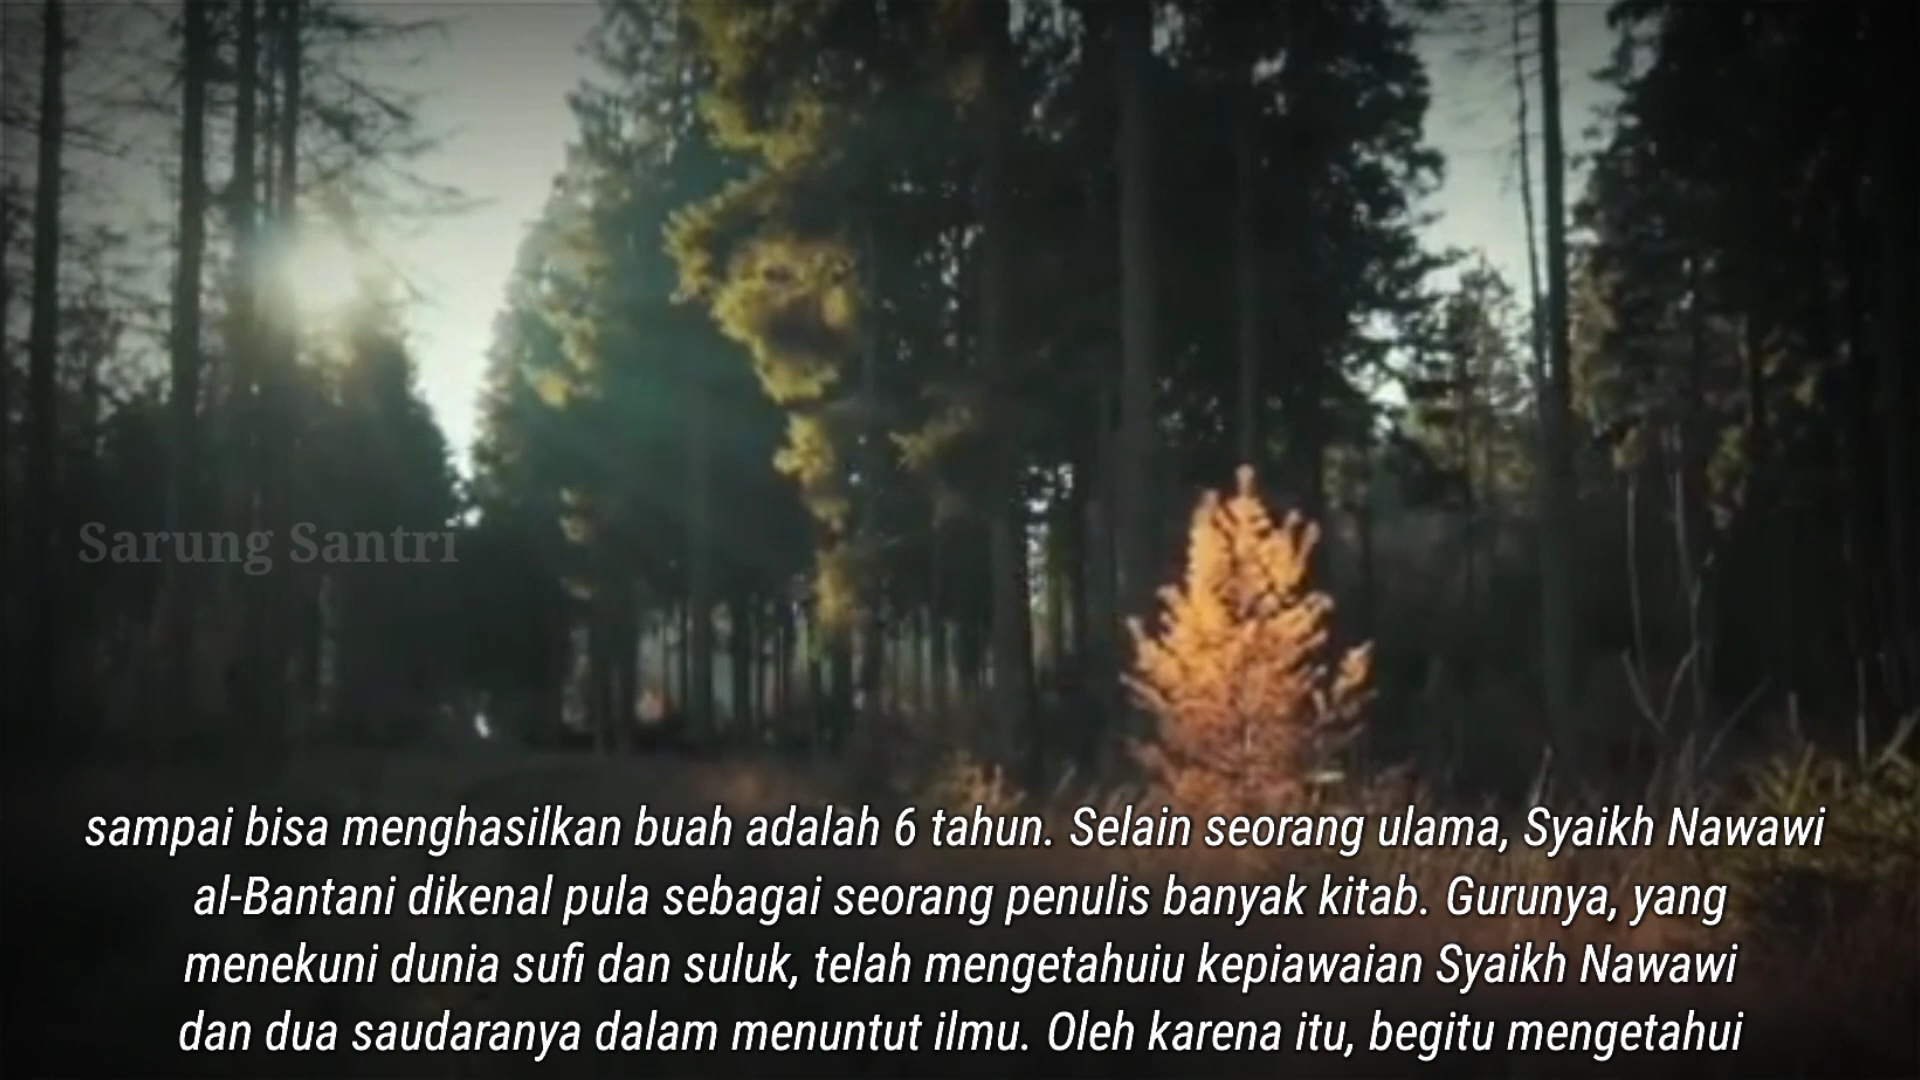 Sarung Santri
sampai bisa menghasilkan buah adalah 6 tahun. Selain seorang ulama, Syaikh Nawawi
al-Bantani dikenal pula sebagai seorang penulis banyak kitab. Gurunya, yang
menekuni dunia sufi dan suluk, telah mengetahuiu kepiawaian Syaikh Nawawi
dan dua saudaranya dalam menuntut ilmu. Oleh karena itu, begitu mengetahui